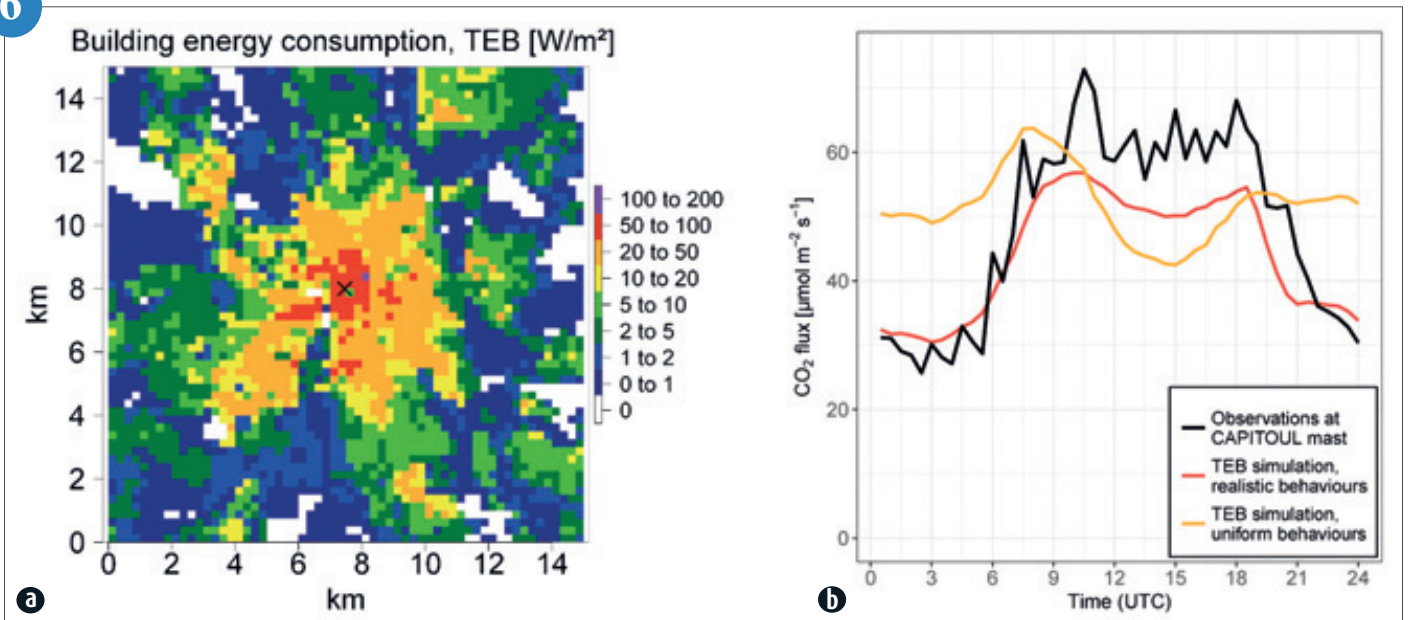 6
Building energy consumption, TEB [W/m²]
14
12
10
8
6
4
2
0
km
0 2 4 6 8 10 12 14
km
100 to 200
50 to 100
20 to 50
10 to 20
5 to 10
2 to 5
1 to 2
0 to 1
0
a
60
40
20
0
CO₂ flux [µmol m⁻² s⁻¹]
Observations at
CAPITOUL mast
TEB simulation,
realistic behaviours
TEB simulation,
uniform behaviours
0 3 6 9 12 15 18 21 24
Time (UTC)
b